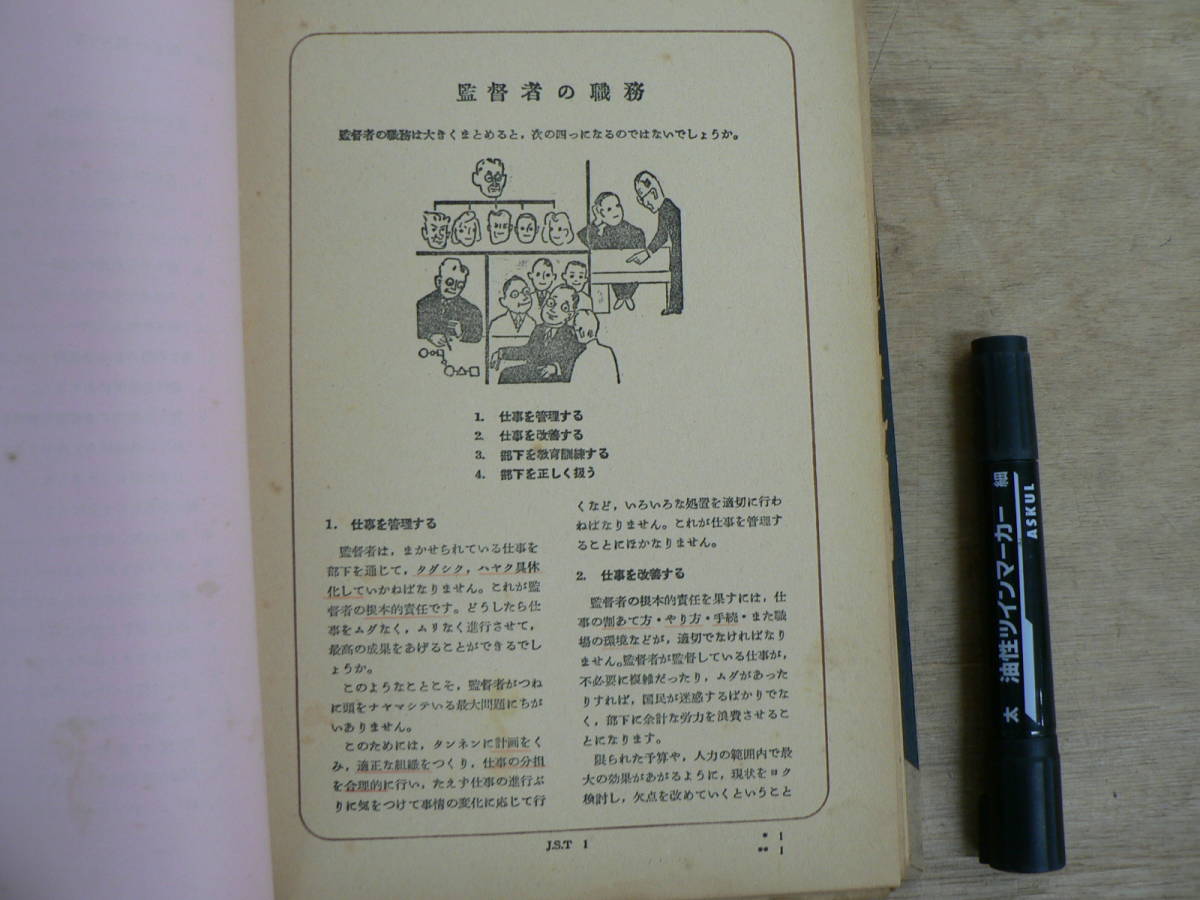 監督者の職務
監督者の職務は大きくまとめると，次の四っになるのではないでしょうか。
1. 仕事を管理する
2. 仕事を改善する
3. 部下を教育訓練する
4. 部下を正しく扱う
1. 仕事を管理する
監督者は，まかせられている仕事を
部下を通じて，タダシク，ハヤク具体
化していかねばなりません。これが監
督者の根本的責任です。どうしたら仕
事をムダなく，ムリなく進行させて，
最高の成果をあげることができるでし
ょうか。
このようなことこそ，監督者がつね
に頭をナヤマシテいる最大問題にちが
いありません。
このためには，タンネンに計画をく
み，適正な組織をつくり，仕事の分担
を合理的に行い，たえず仕事の進行ぶ
りに気をつけて事情の変化に応じて行
くなど，いろいろな処置を適切に行わ
ねばなりません。これが仕事を管理す
ることにほかなりません。
2. 仕事を改善する
監督者の根本的責任を果すには，仕
事の割あて方・やり方・手続・また職
場の環境などが，適切でなければなり
ません。監督者が監督している仕事が，
不必要に複雑だったり，ムダがあった
りすれば，国民が迷惑するばかりでな
く，部下に余計な労力を浪費させるこ
とになります。
限られた予算や，人力の範囲内で最
大の効果があがるように，現状をヨク
検討し，欠点を改めていくということ
J.S.T 1
* 1
** 1
太 油性ツインマーカー 細
ASKUL